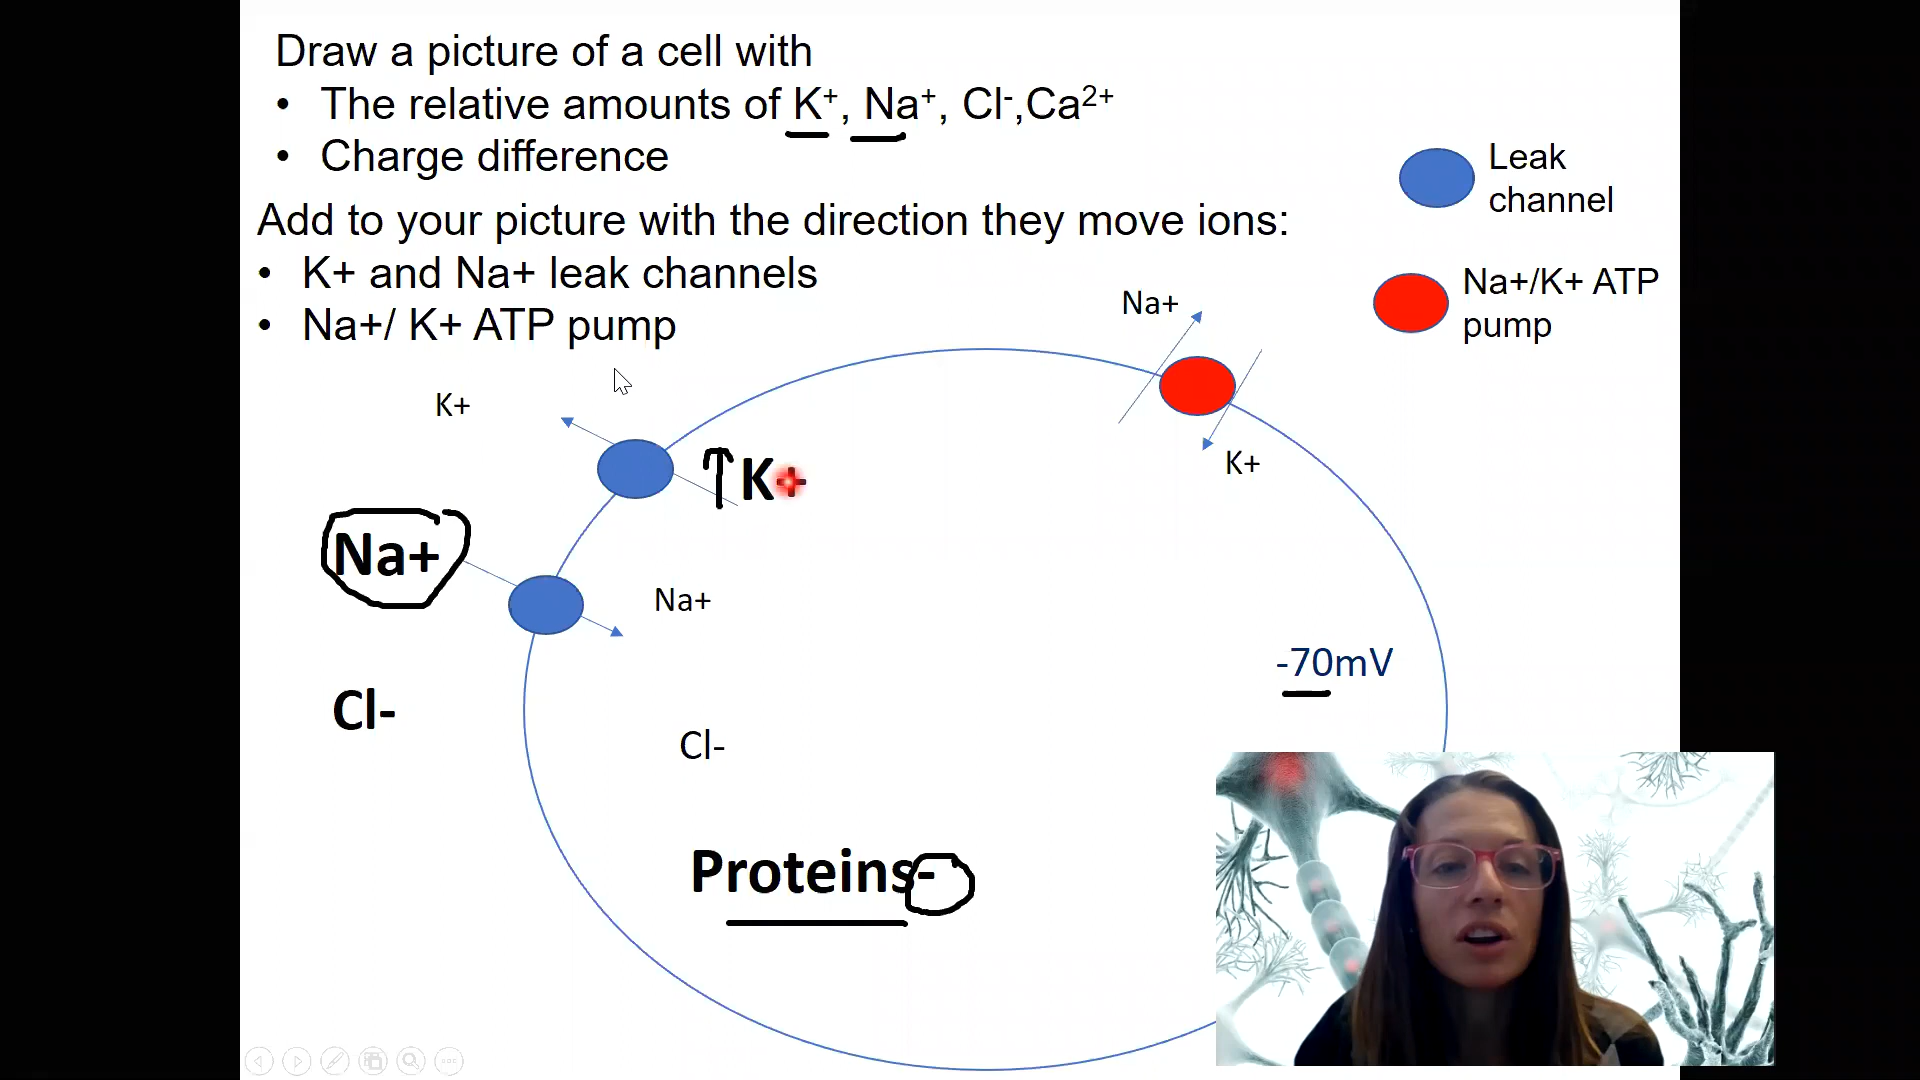 Draw a picture of a cell with
• The relative amounts of K⁺, Na⁺, Cl⁻,Ca²⁺
• Charge difference
Add to your picture with the direction they move ions:
• K+ and Na+ leak channels
• Na+/ K+ ATP pump
Leak
channel
Na+/K+ ATP
pump
Na+
K+
K+
↑K+
Na+
Na+
-70mV
Cl-
Cl-
Proteins-